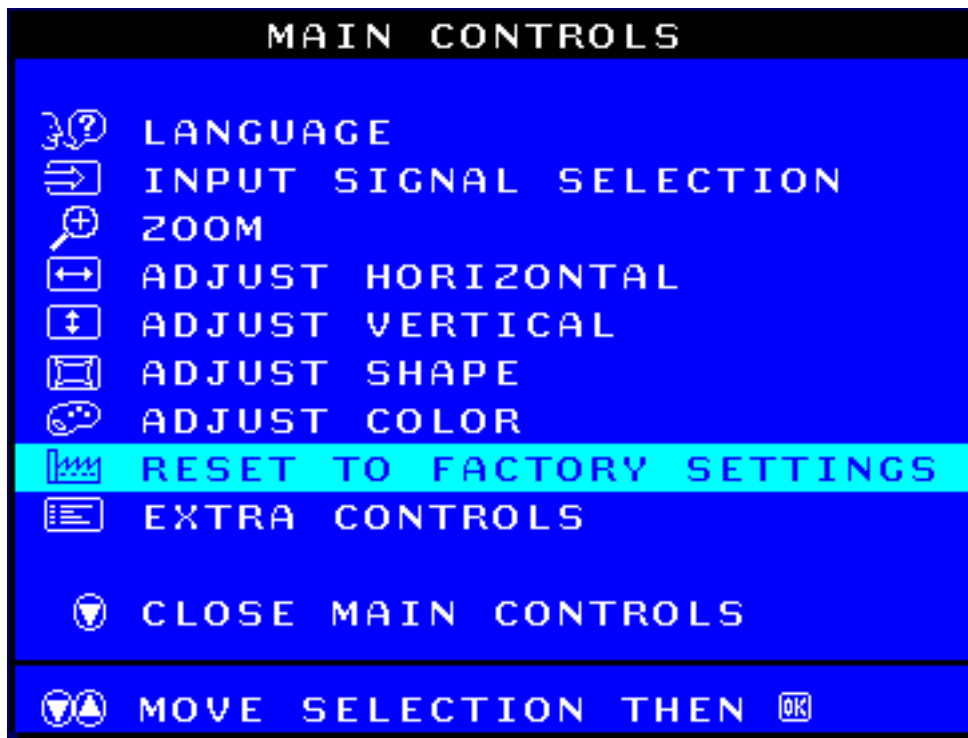 MAIN CONTROLS
LANGUAGE
INPUT SIGNAL SELECTION
ZOOM
ADJUST HORIZONTAL
ADJUST VERTICAL
ADJUST SHAPE
ADJUST COLOR
RESET TO FACTORY SETTINGS
EXTRA CONTROLS
CLOSE MAIN CONTROLS
MOVE SELECTION THEN OK